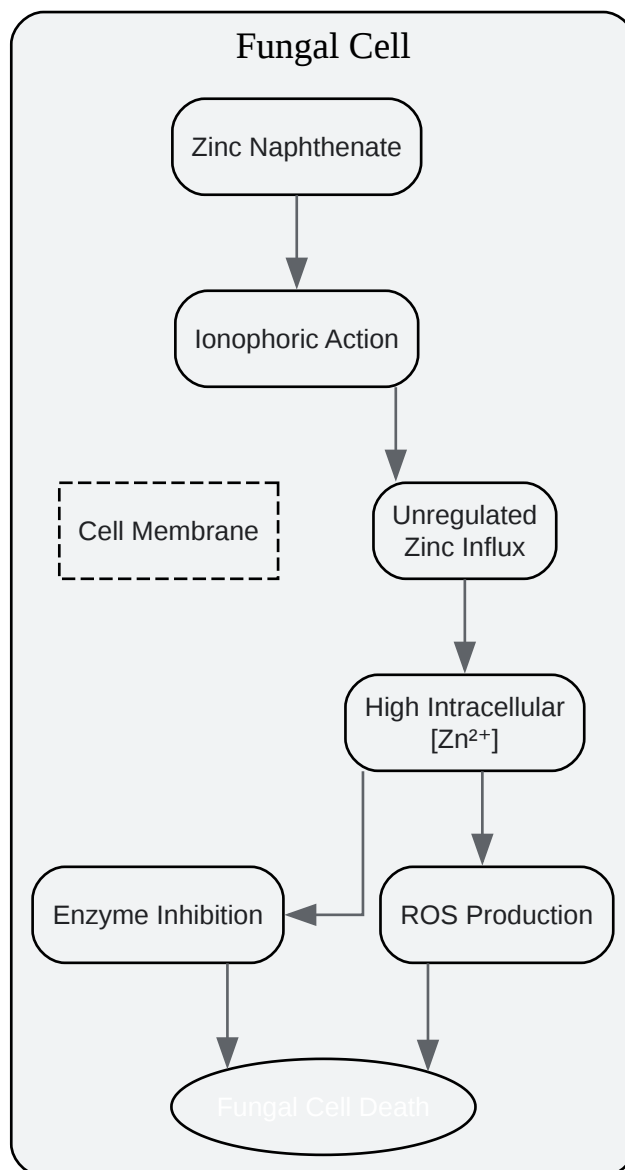 Fungal Cell
Zinc Naphthenate
Ionophoric Action
Cell Membrane
Unregulated
Zinc Influx
High Intracellular
[Zn²⁺]
Enzyme Inhibition
ROS Production
Fungal Cell Death